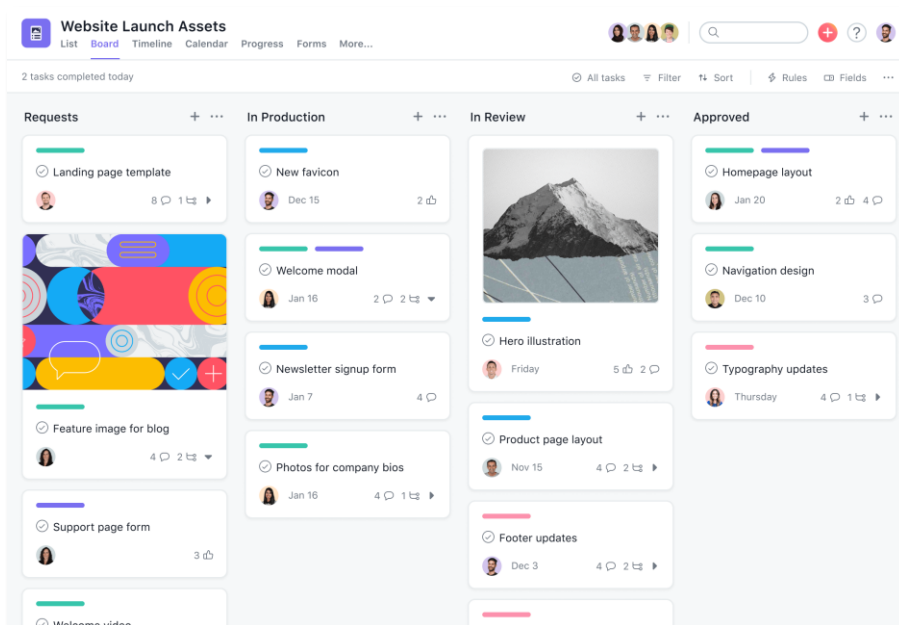 Website Launch Assets
List Board Timeline Calendar Progress Forms More...
?
2 tasks completed today
All tasks Filter Sort Rules Fields
Requests
Landing page template
8 1
Feature image for blog
4 2
Support page form
3
Welcome video
In Production
New favicon
Dec 15 2
Welcome modal
Jan 16 2 2
Newsletter signup form
Jan 7 4
Photos for company bios
Jan 16 4 1
In Review
Hero illustration
Friday 5 2
Product page layout
Nov 15 4 2
Footer updates
Dec 3 4 2
Approved
Homepage layout
Jan 20 2 4
Navigation design
Dec 10 3
Typography updates
Thursday 4 1